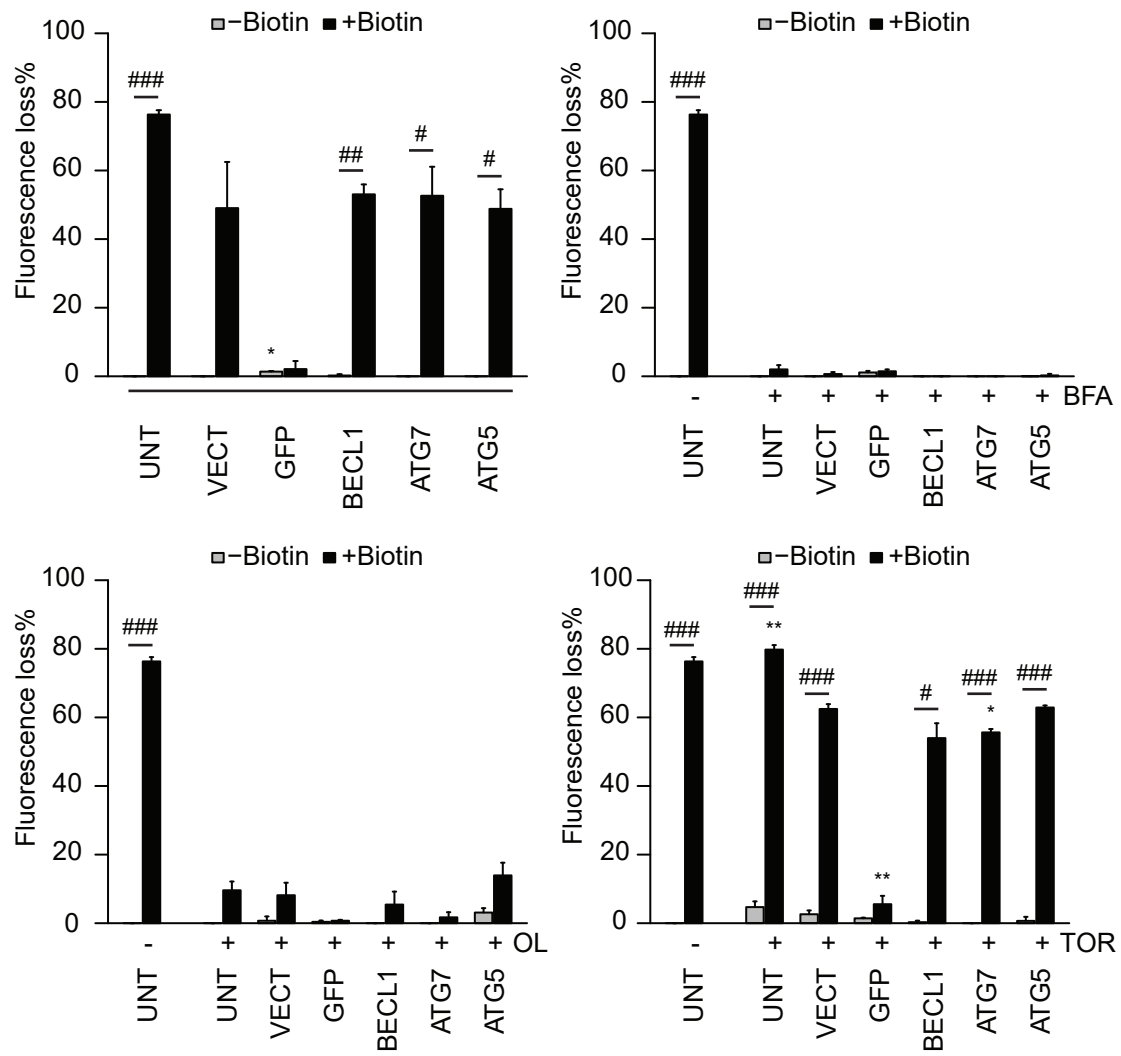 −Biotin +Biotin
Fluorescence loss%
100
80
60
40
20
0
###
*
##
#
#
UNT
VECT
GFP
BECL1
ATG7
ATG5
−Biotin +Biotin
Fluorescence loss%
100
80
60
40
20
0
###
- + + + + + + BFA
UNT
UNT
VECT
GFP
BECL1
ATG7
ATG5
−Biotin +Biotin
Fluorescence loss%
100
80
60
40
20
0
###
- + + + + + + OL
UNT
UNT
VECT
GFP
BECL1
ATG7
ATG5
−Biotin +Biotin
Fluorescence loss%
100
80
60
40
20
0
###
###
**
###
**
#
###
*
###
- + + + + + + TOR
UNT
UNT
VECT
GFP
BECL1
ATG7
ATG5